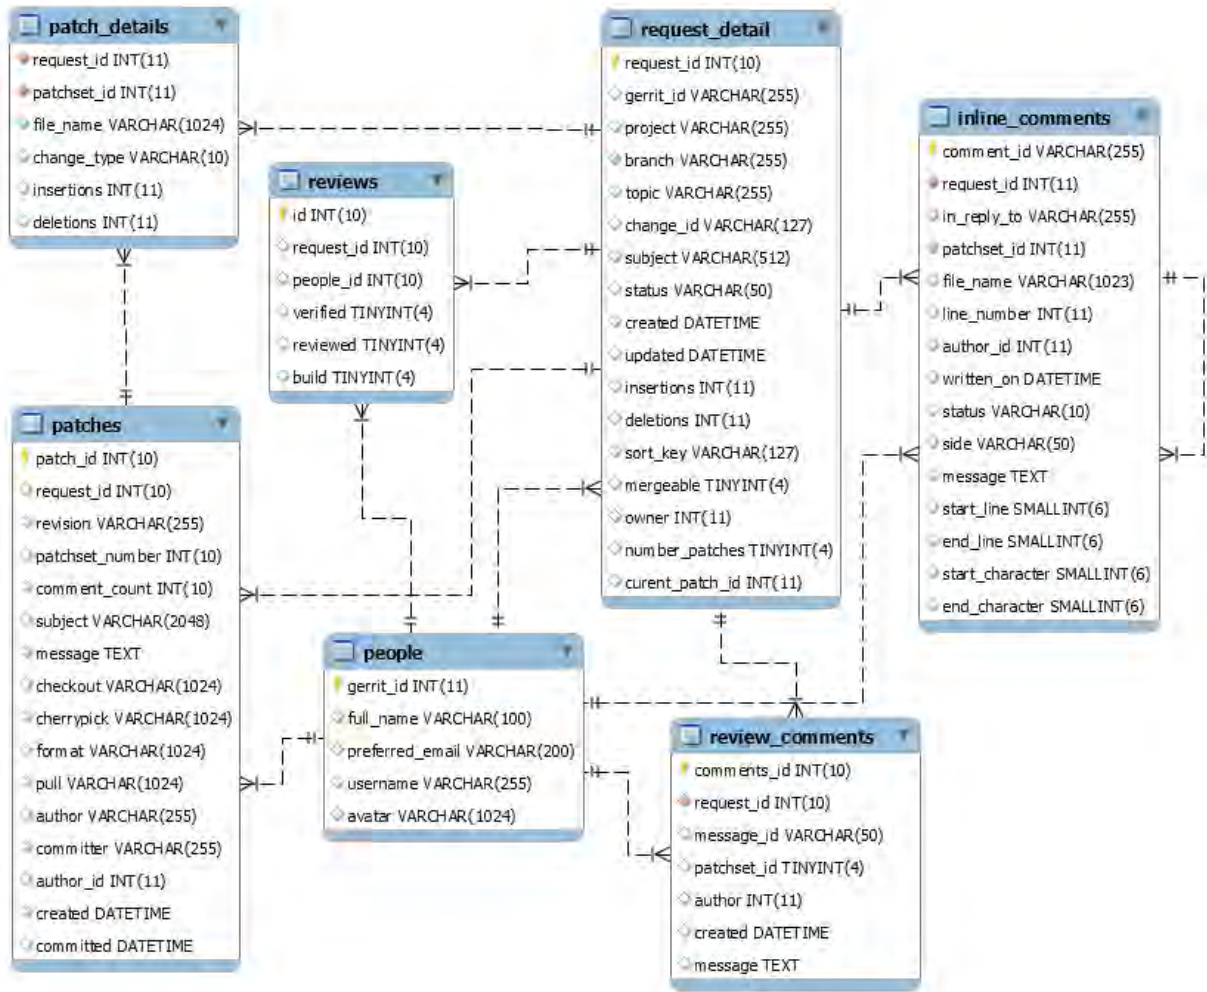 patch_details
request_id INT(11)
patchset_id INT(11)
file_name VARCHAR(1024)
change_type VARCHAR(10)
insertions INT(11)
deletions INT(11)
reviews
id INT(10)
request_id INT(10)
people_id INT(10)
verified TINYINT(4)
reviewed TINYINT(4)
build TINYINT(4)
request_detail
request_id INT(10)
gerrit_id VARCHAR(255)
project VARCHAR(255)
branch VARCHAR(255)
topic VARCHAR(255)
change_id VARCHAR(127)
subject VARCHAR(512)
status VARCHAR(50)
created DATETIME
updated DATETIME
insertions INT(11)
deletions INT(11)
sort_key VARCHAR(127)
mergeable TINYINT(4)
owner INT(11)
number_patches TINYINT(4)
curent_patch_id INT(11)
inline_comments
comment_id VARCHAR(255)
request_id INT(11)
in_reply_to VARCHAR(255)
patchset_id INT(11)
file_name VARCHAR(1023)
line_number INT(11)
author_id INT(11)
written_on DATETIME
status VARCHAR(10)
side VARCHAR(50)
message TEXT
start_line SMALLINT(6)
end_line SMALLINT(6)
start_character SMALLINT(6)
end_character SMALLINT(6)
patches
patch_id INT(10)
request_id INT(10)
revision VARCHAR(255)
patchset_number INT(10)
comment_count INT(10)
subject VARCHAR(2048)
message TEXT
checkout VARCHAR(1024)
cherrypick VARCHAR(1024)
format VARCHAR(1024)
pull VARCHAR(1024)
author VARCHAR(255)
committer VARCHAR(255)
author_id INT(11)
created DATETIME
committed DATETIME
people
gerrit_id INT(11)
full_name VARCHAR(100)
preferred_email VARCHAR(200)
username VARCHAR(255)
avatar VARCHAR(1024)
review_comments
comments_id INT(10)
request_id INT(10)
message_id VARCHAR(50)
patchset_id TINYINT(4)
author INT(11)
created DATETIME
message TEXT